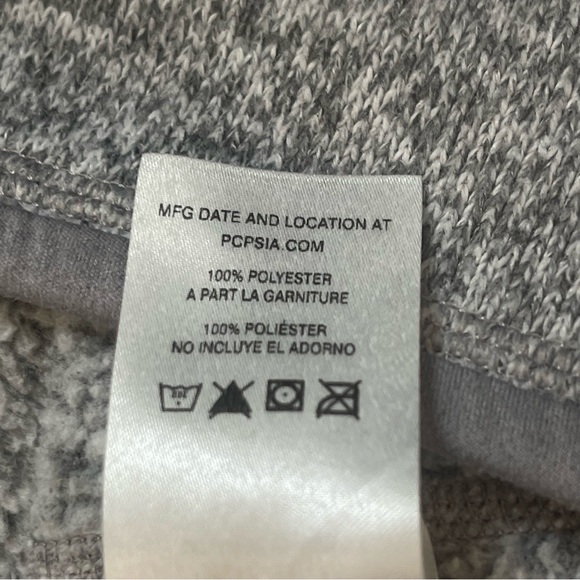 MFG DATE AND LOCATION AT
PCPSIA.COM
100% POLYESTER
A PART LA GARNITURE
100% POLIÉSTER
NO INCLUYE EL ADORNO